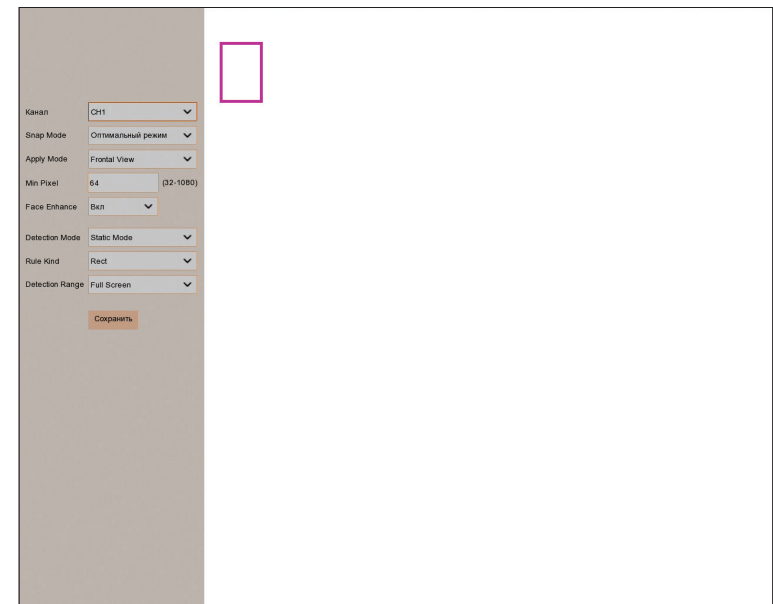 Канал CH1
Snap Mode Оптимальный режим
Apply Mode Frontal View
Min Pixel 64 (32-1080)
Face Enhance Вкл
Detection Mode Static Mode
Rule Kind Rect
Detection Range Full Screen
Сохранить